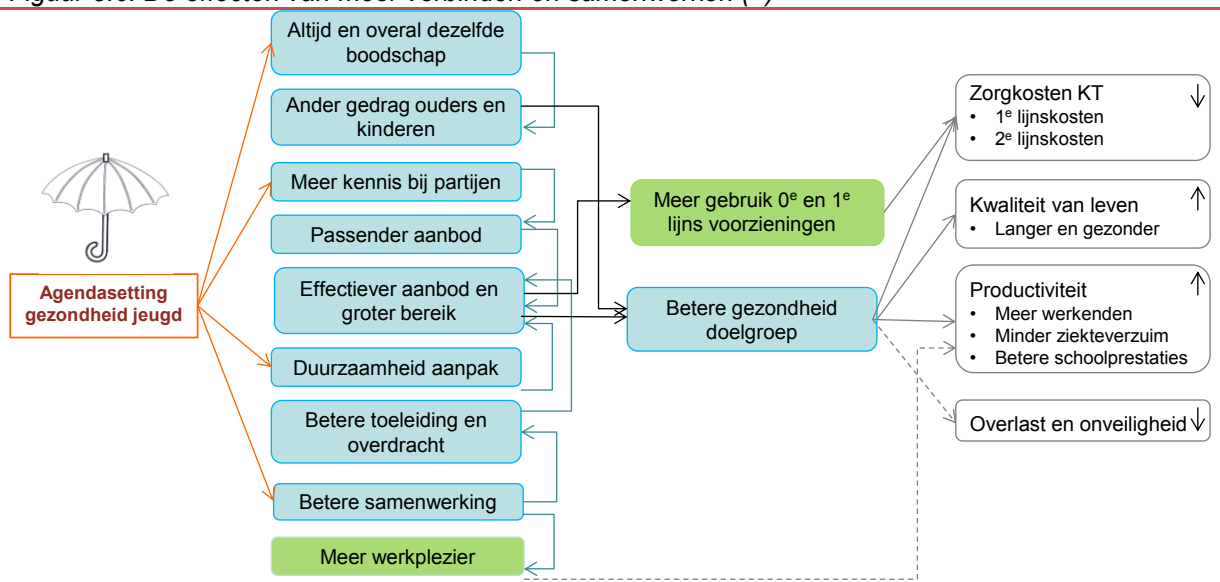 Altijd en overal dezelfde
boodschap
Ander gedrag ouders en
kinderen
Meer kennis bij partijen
Passender aanbod
Effectiever aanbod en
groter bereik
Duurzaamheid aanpak
Betere toeleiding en
overdracht
Betere samenwerking
Meer werkplezier
Agendasetting
gezondheid jeugd
Meer gebruik 0e en 1e
lijns voorzieningen
Betere gezondheid
doelgroep
Zorgkosten KT
• 1e lijnskosten
• 2e lijnskosten
Kwaliteit van leven
• Langer en gezonder
Productiviteit
• Meer werkenden
• Minder ziekteverzuim
• Betere schoolprestaties
Overlast en onveiligheid